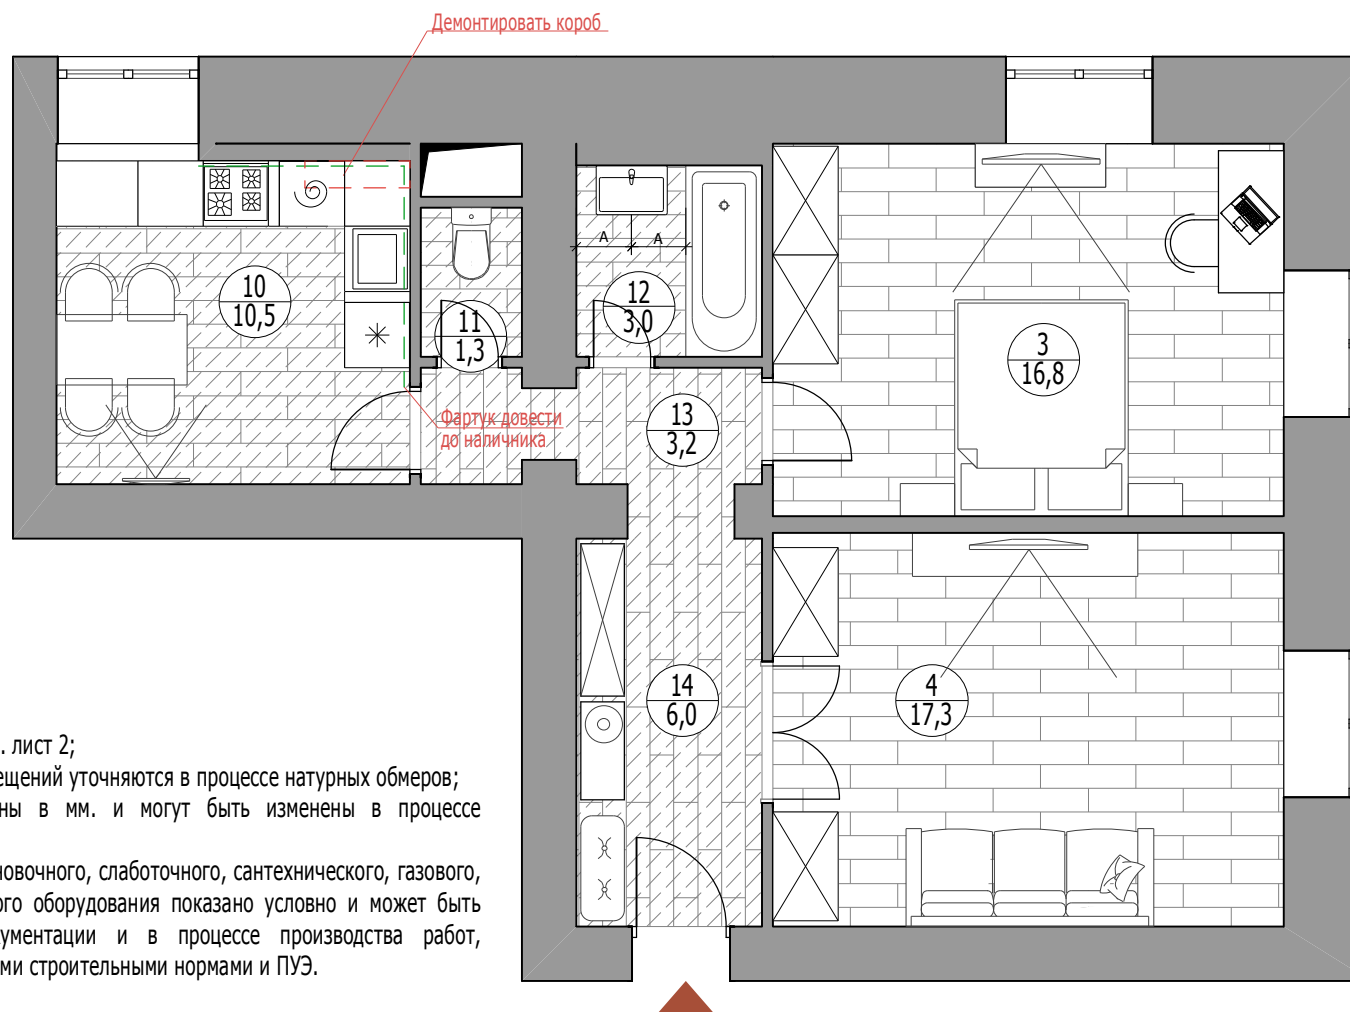 Демонтировать короб
10
10,5
11
1,3
А А
12
3,0
3
16,8
Фартук довести
до наличника
13
3,2
14
6,0
4
17,3
. лист 2;
ещений уточняются в процессе натурных обмеров;
ны в мм. и могут быть изменены в процессе
новочного, слаботочного, сантехнического, газового,
ого оборудования показано условно и может быть
ументации и в процессе производства работ,
ми строительными нормами и ПУЭ.